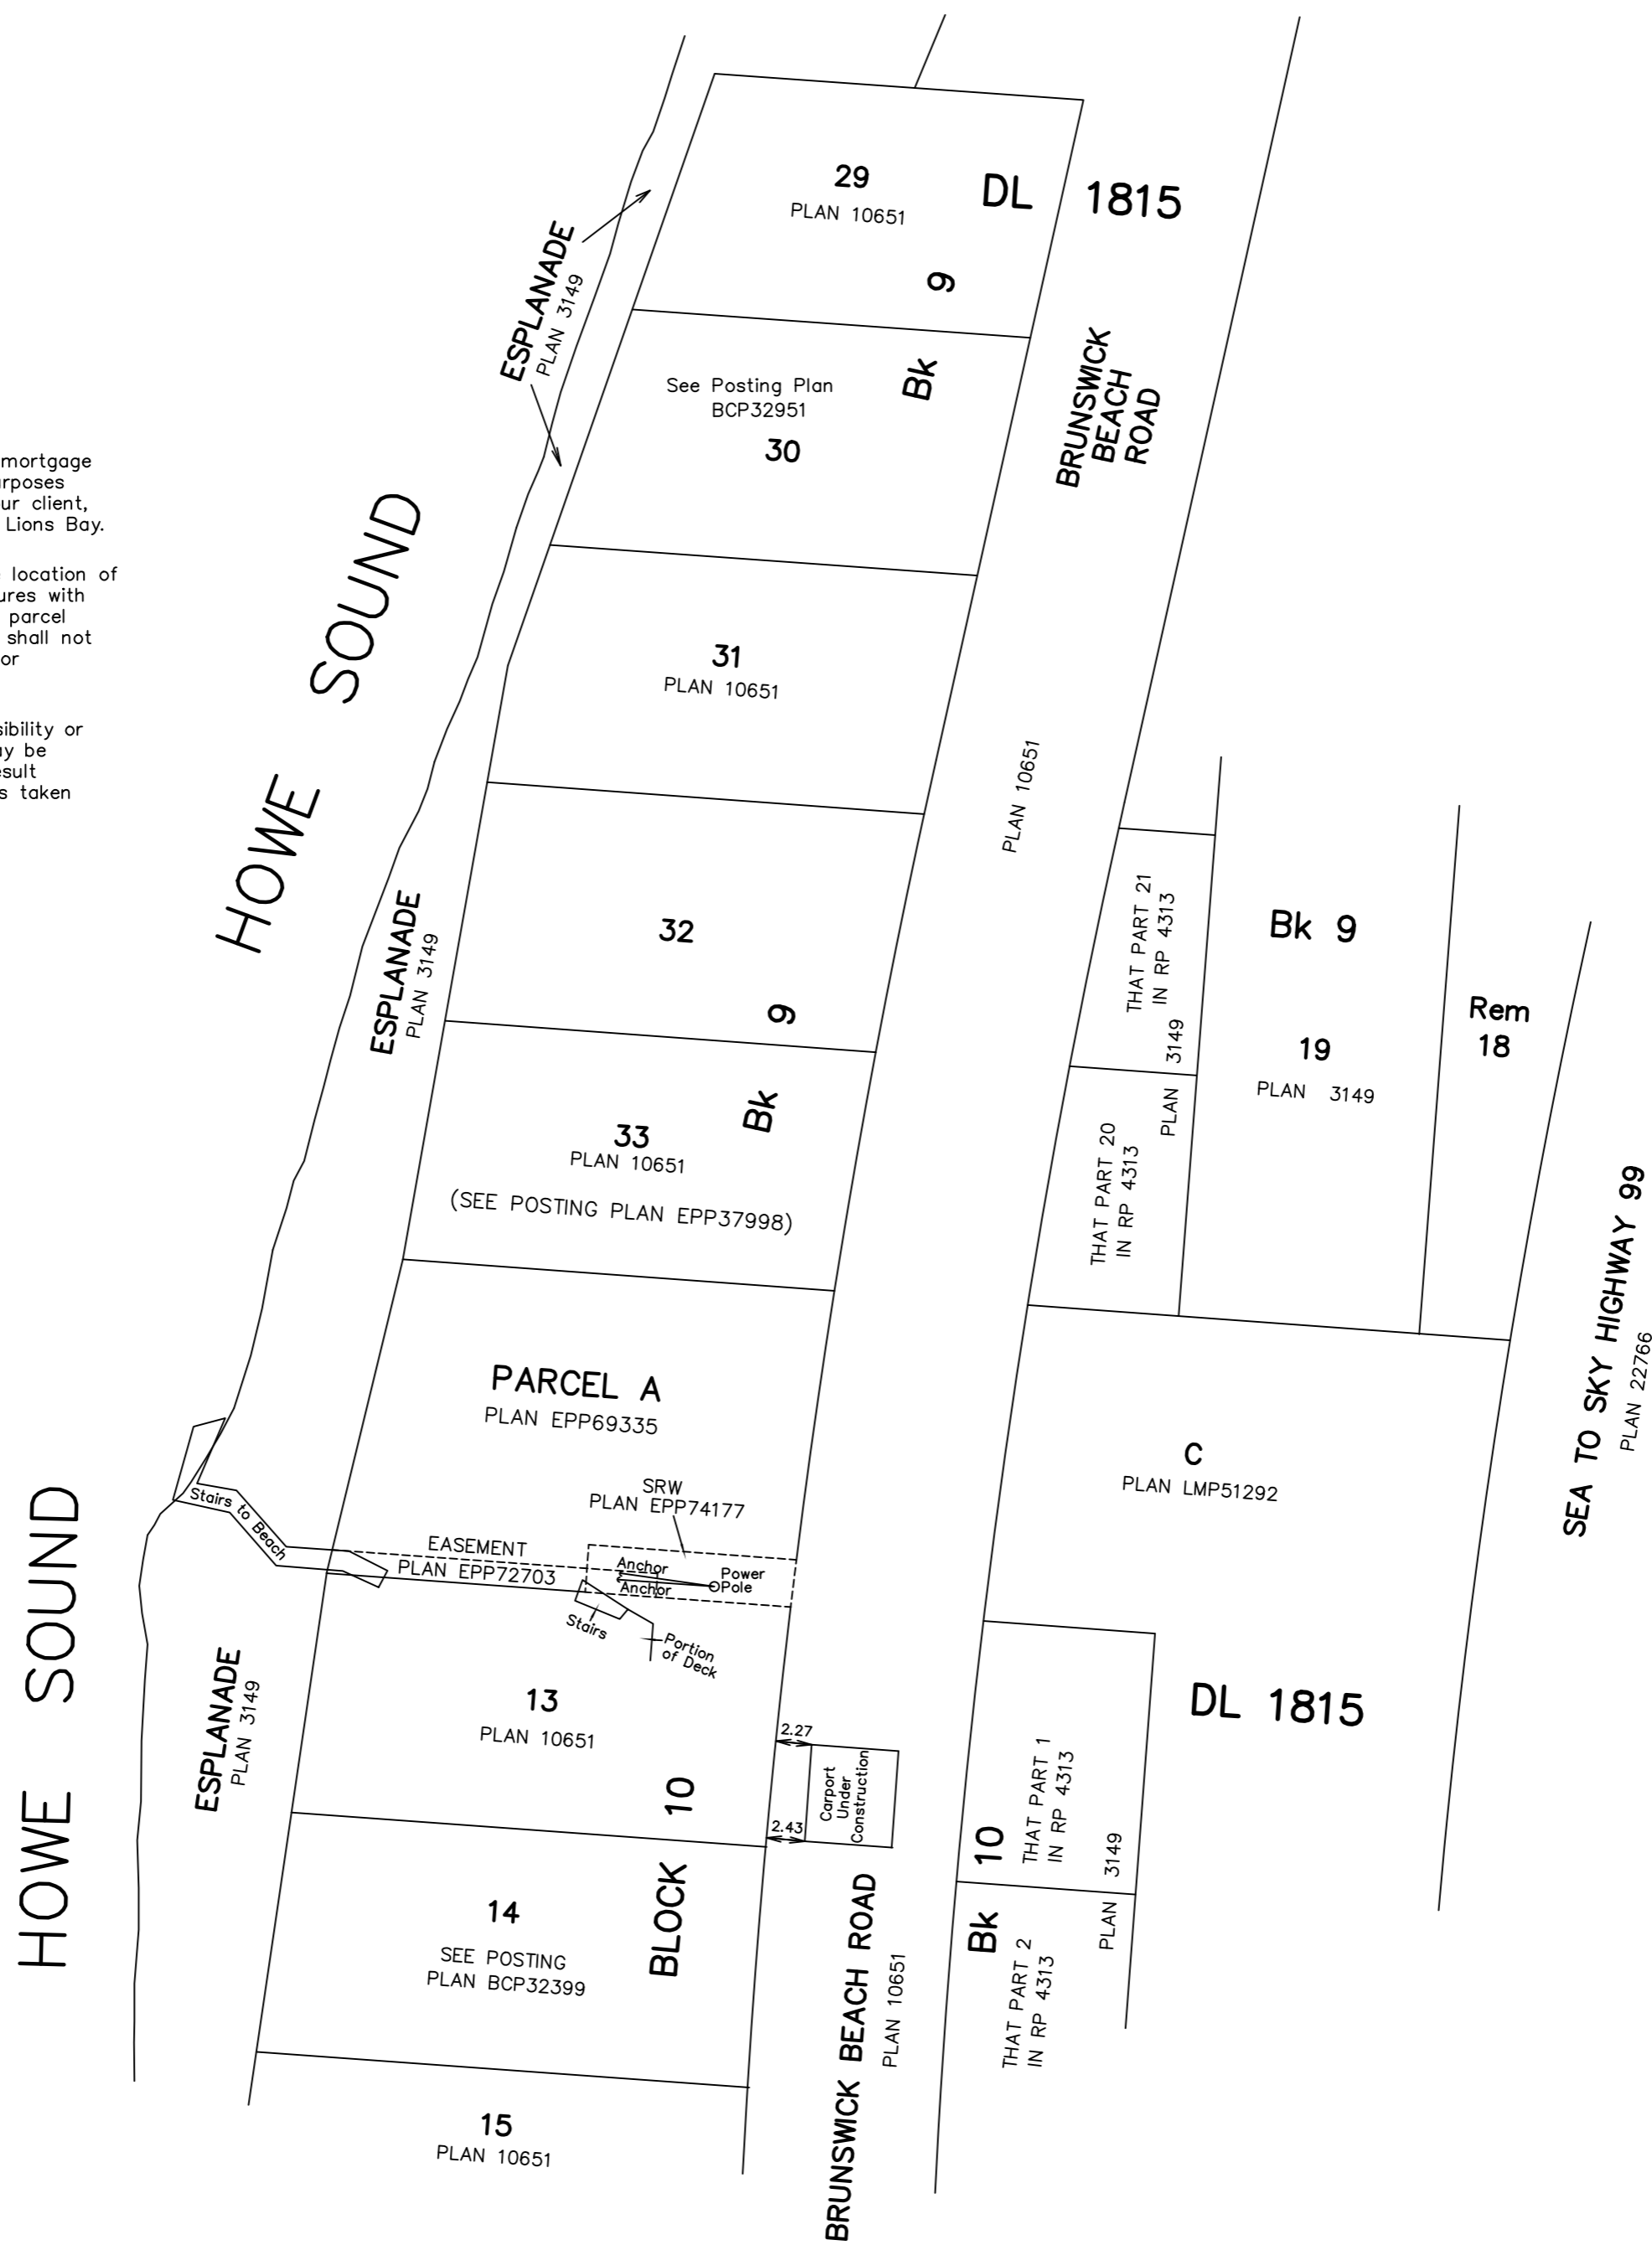 mortgage
urposes
ur client,
Lions Bay.
location of
ures with
parcel
shall not
or
sibility or
ay be
esult
s taken
HOWE SOUND
HOWE SOUND
ESPLANADE
PLAN 3149
29
PLAN 10651
DL 1815
Bk 9
See Posting Plan
BCP32951
30
BRUNSWICK
BEACH
ROAD
31
PLAN 10651
PLAN 10651
32
ESPLANADE
PLAN 3149
Bk 9
33
PLAN 10651
(SEE POSTING PLAN EPP37998)
THAT PART 21
IN RP 4313
PLAN 3149
THAT PART 20
IN RP 4313
Bk 9
19
PLAN 3149
Rem
18
SEA TO SKY HIGHWAY 99
PLAN 22766
PARCEL A
PLAN EPP69335
SRW
PLAN EPP74177
C
PLAN LMP51292
Stairs to Beach
EASEMENT
PLAN EPP72703
Anchor
Anchor
Power
Pole
Stairs
Portion
of Deck
ESPLANADE
PLAN 3149
13
PLAN 10651
2.27
2.43
Carport
Under
Construction
DL 1815
THAT PART 1
IN RP 4313
Bk 10
PLAN 3149
THAT PART 2
IN RP 4313
BLOCK 10
14
SEE POSTING
PLAN BCP32399
BRUNSWICK BEACH ROAD
PLAN 10651
15
PLAN 10651